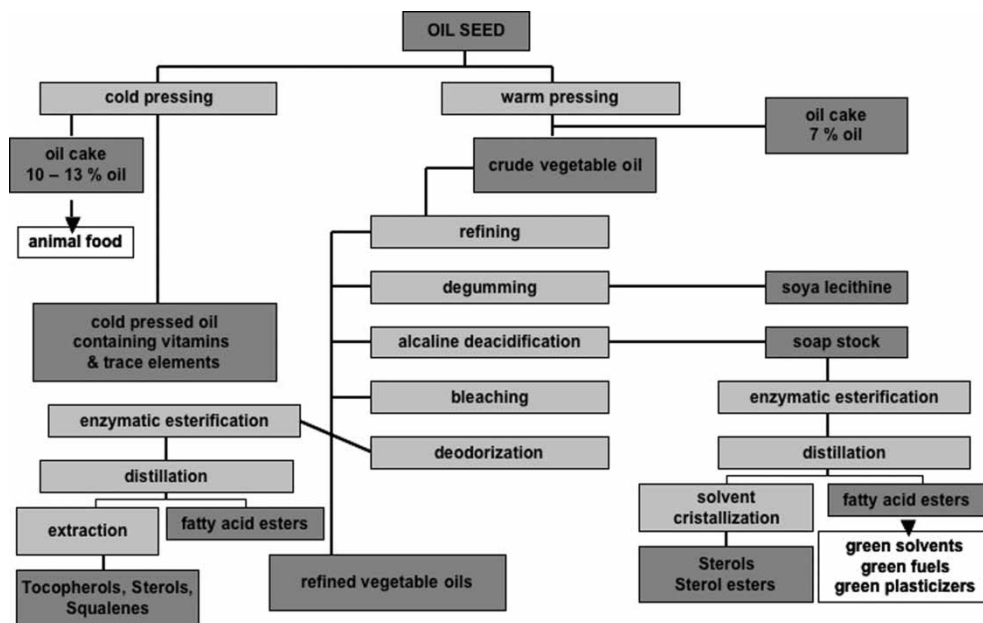 OIL SEED
cold pressing
warm pressing
oil cake
10 – 13 % oil
oil cake
7 % oil
crude vegetable oil
animal food
refining
degumming
soya lecithine
cold pressed oil
containing vitamins
& trace elements
alcaline deacidification
soap stock
bleaching
enzymatic esterification
enzymatic esterification
deodorization
distillation
distillation
extraction
fatty acid esters
solvent
cristallization
fatty acid esters
Tocopherols, Sterols,
Squalenes
refined vegetable oils
Sterols
Sterol esters
green solvents
green fuels
green plasticizers